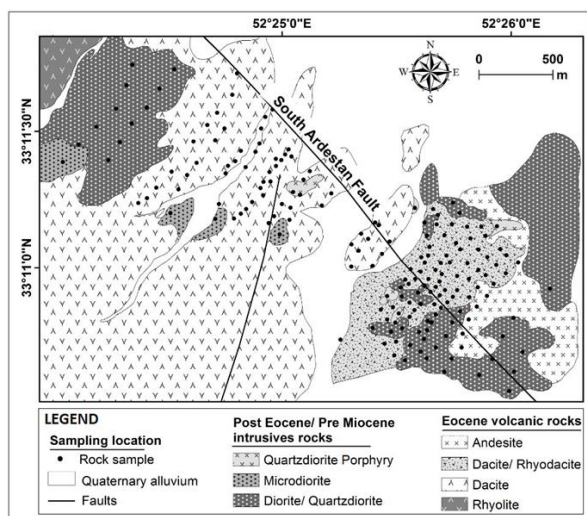 52°25'0"E
52°26'0"E
N
W
E
S
0
500
m
33°11'30"N
33°11'0"N
South Ardestan Fault
LEGEND
Sampling location
Rock sample
Quaternary alluvium
Faults
Post Eocene/ Pre Miocene
intrusives rocks
Quartzdiorite Porphyry
Microdiorite
Diorite/ Quartzdiorite
Eocene volcanic rocks
Andesite
Dacite/ Rhyodacite
Dacite
Rhyolite